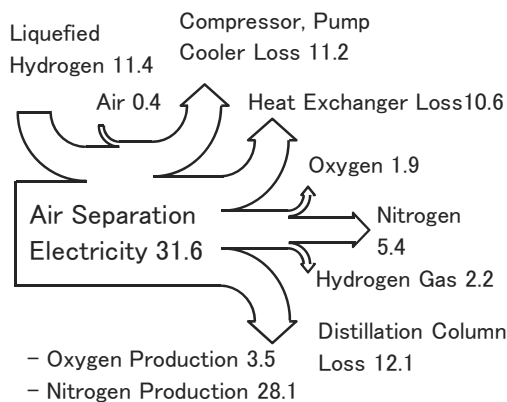 Liquefied
Hydrogen 11.4
Compressor, Pump
Cooler Loss 11.2
Air 0.4
Heat Exchanger Loss10.6
Oxygen 1.9
Air Separation
Electricity 31.6
Nitrogen
5.4
Hydrogen Gas 2.2
Distillation Column
Loss 12.1
- Oxygen Production 3.5
- Nitrogen Production 28.1